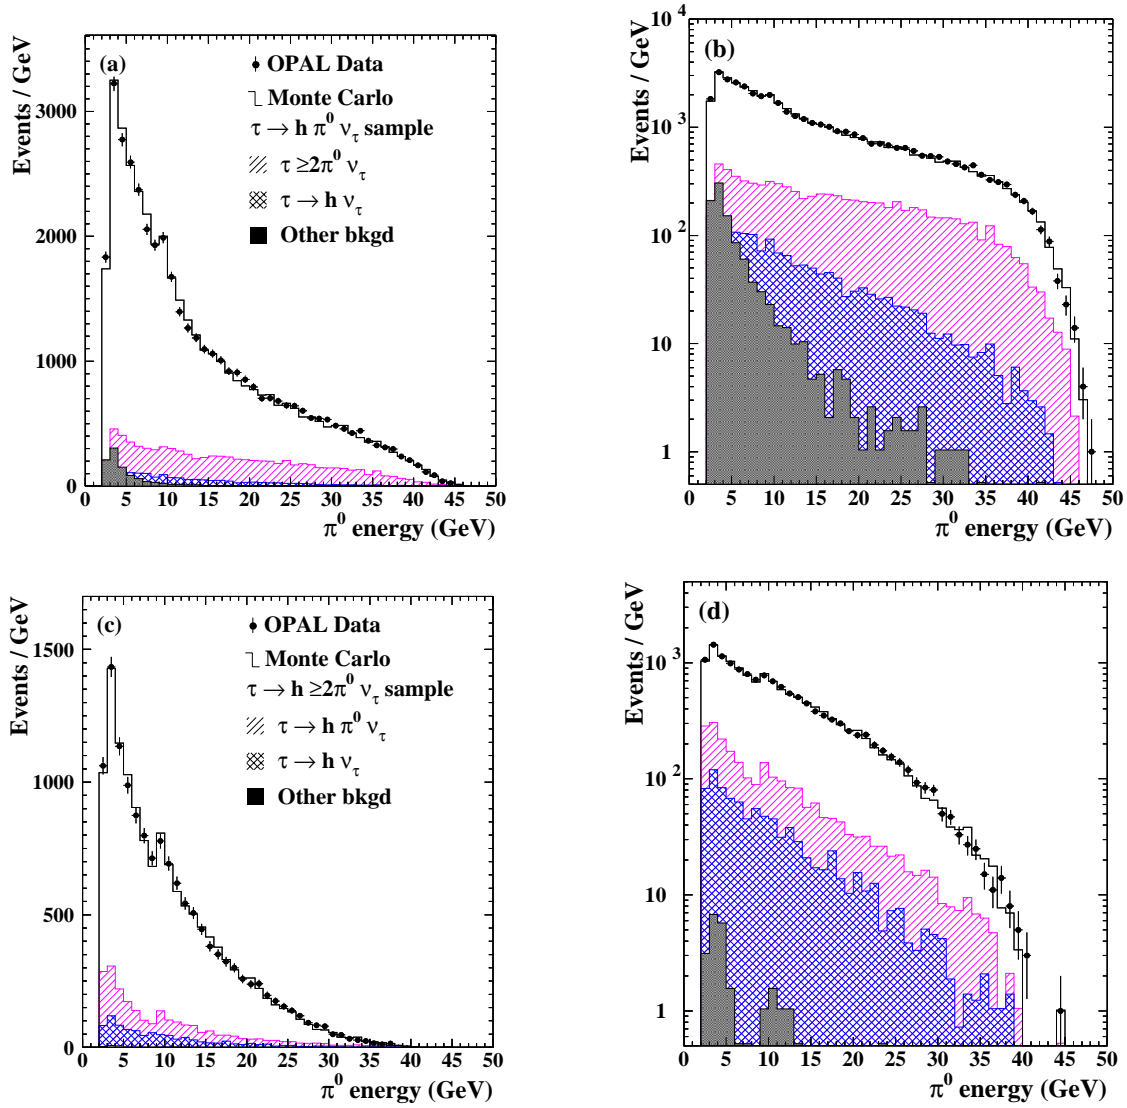 (a)
OPAL Data
Monte Carlo
τ → h π⁰ ν_τ sample
τ ≥2π⁰ ν_τ
τ → h ν_τ
Other bkgd
Events / GeV
0
1000
2000
3000
0 5 10 15 20 25 30 35 40 45 50
π⁰ energy (GeV)
(b)
Events / GeV
10⁴
10³
10²
10
1
0 5 10 15 20 25 30 35 40 45 50
π⁰ energy (GeV)
(c)
OPAL Data
Monte Carlo
τ → h ≥2π⁰ ν_τ sample
τ → h π⁰ ν_τ
τ → h ν_τ
Other bkgd
Events / GeV
0
500
1000
1500
0 5 10 15 20 25 30 35 40 45 50
π⁰ energy (GeV)
(d)
Events / GeV
10³
10²
10
1
0 5 10 15 20 25 30 35 40 45 50
π⁰ energy (GeV)